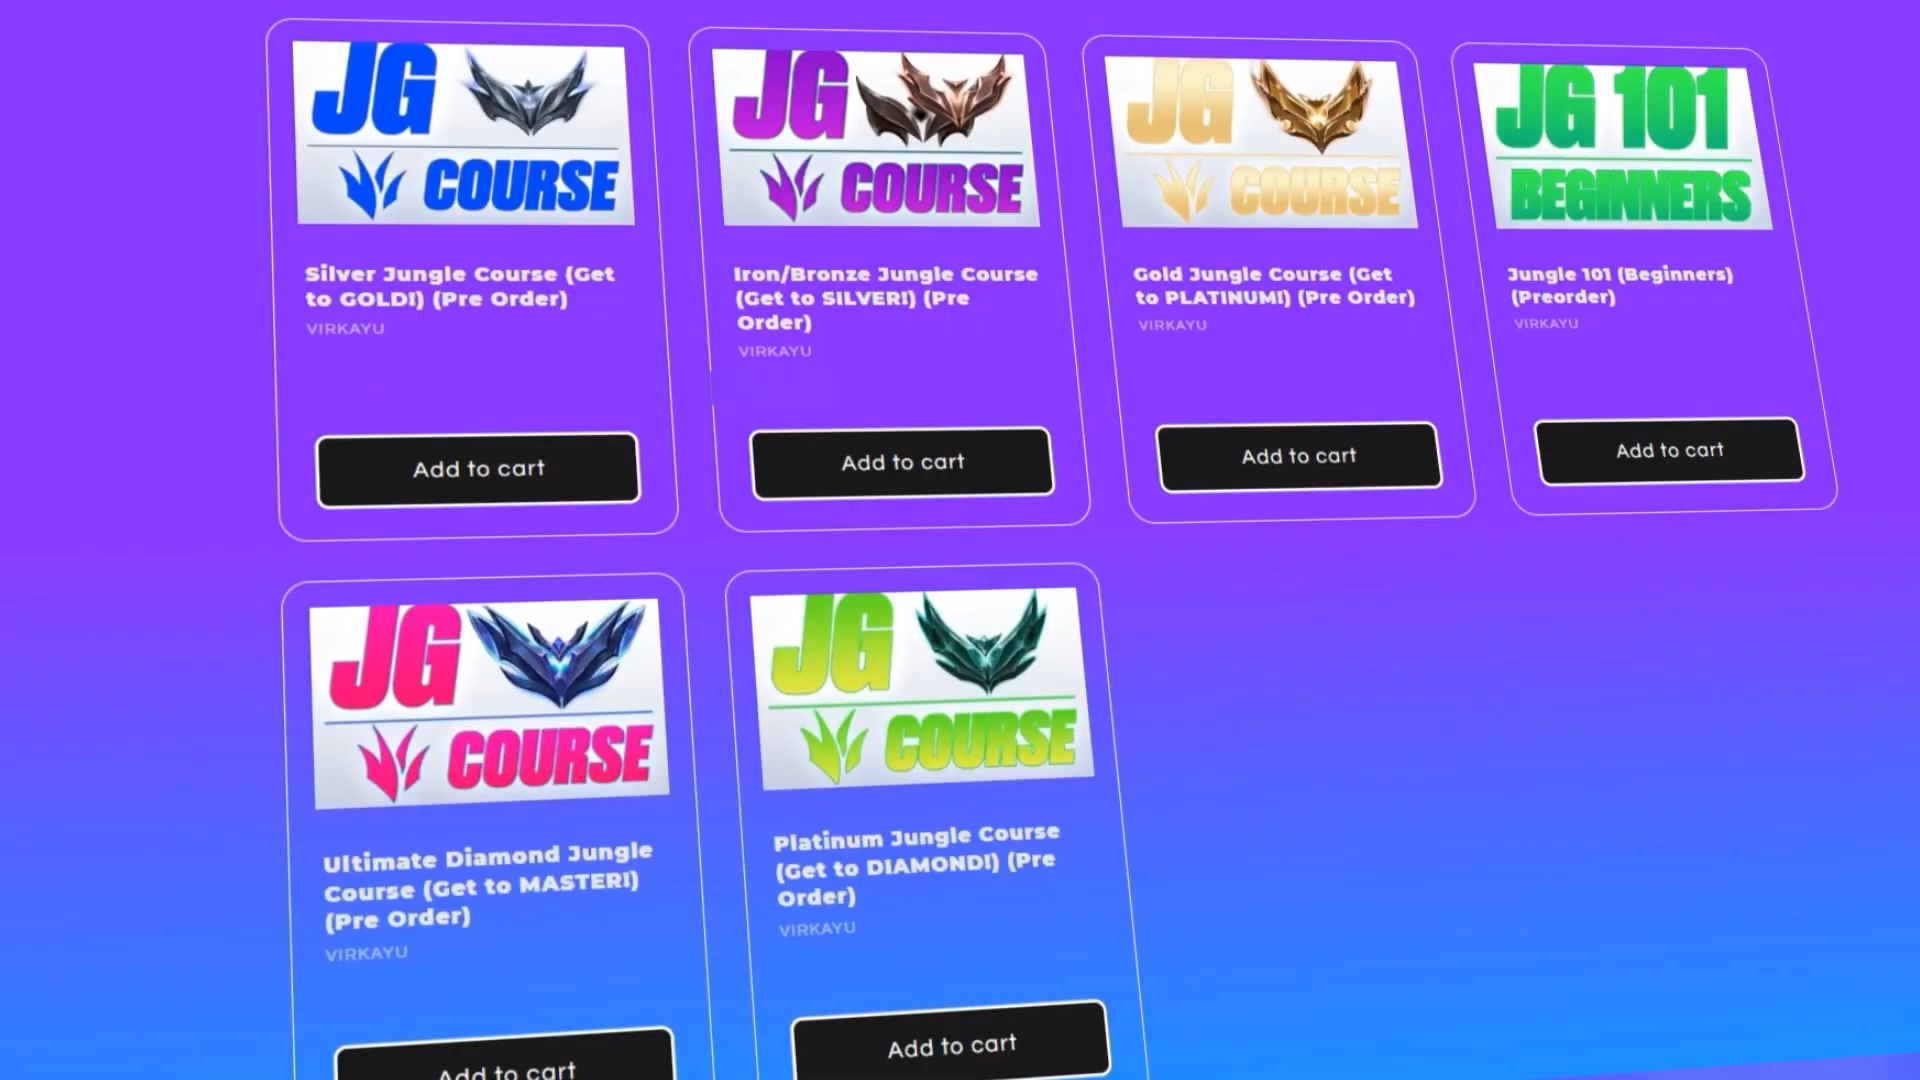 JG
COURSE
Silver Jungle Course (Get
to GOLD!) (Pre Order)
VIRKAYU
Add to cart
JG
COURSE
Iron/Bronze Jungle Course
(Get to SILVER!) (Pre
Order)
VIRKAYU
Add to cart
JG
COURSE
Gold Jungle Course (Get
to PLATINUM!) (Pre Order)
VIRKAYU
Add to cart
JG 101
BEGINNERS
Jungle 101 (Beginners)
(Preorder)
VIRKAYU
Add to cart
JG
COURSE
Ultimate Diamond Jungle
Course (Get to MASTER!)
(Pre Order)
VIRKAYU
Add to cart
JG
COURSE
Platinum Jungle Course
(Get to DIAMOND!) (Pre
Order)
VIRKAYU
Add to cart